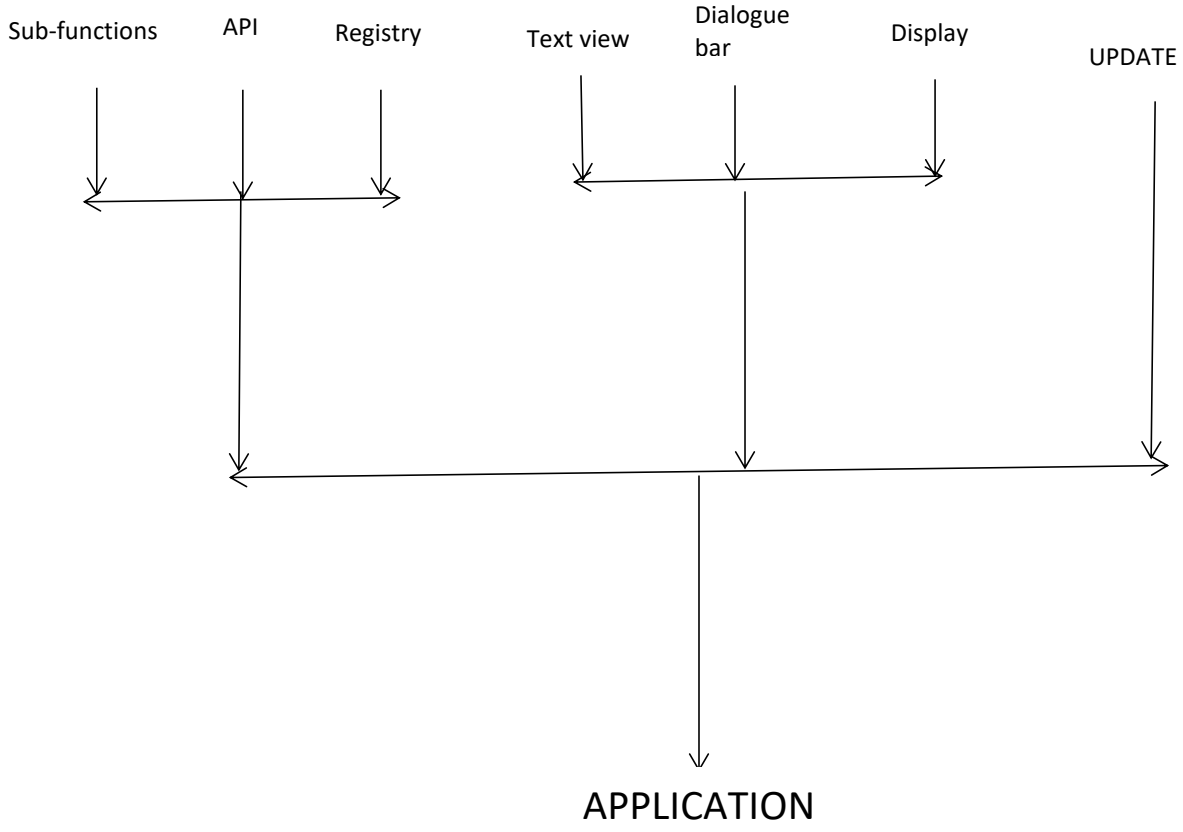 Sub-functions
API
Registry
Text view
Dialogue
bar
Display
UPDATE
APPLICATION